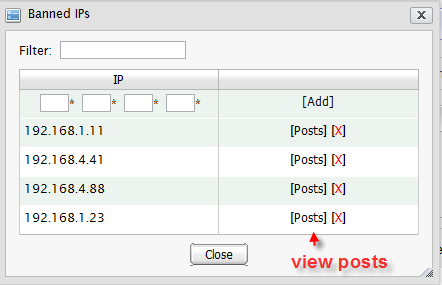 Banned IPs
Filter:
IP
* * * * [Add]
192.168.1.11 [Posts] [X]
192.168.4.41 [Posts] [X]
192.168.4.88 [Posts] [X]
192.168.1.23 [Posts] [X]
Close
view posts